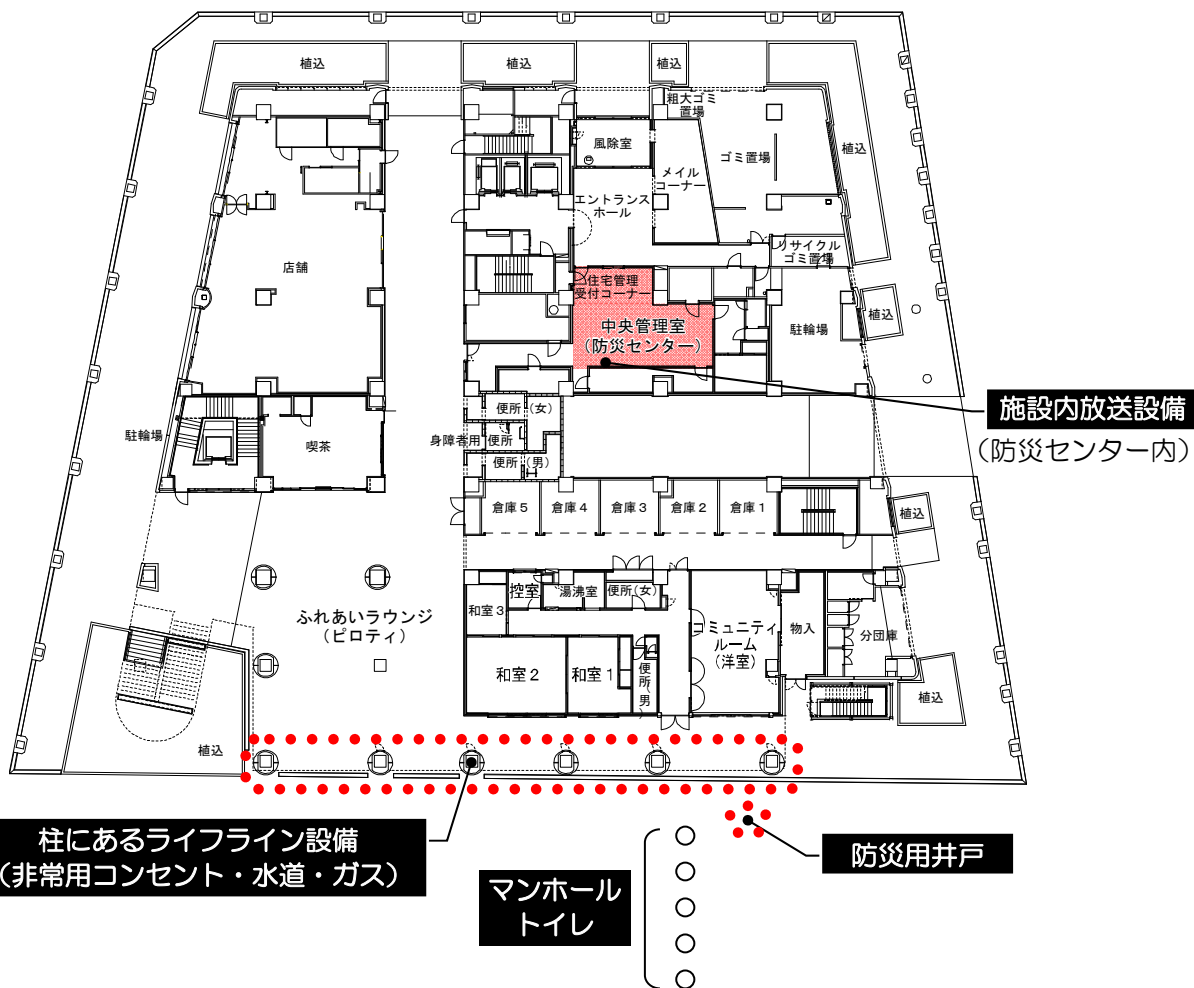 植込
植込
植込
粗大ゴミ
置場
風除室
ゴミ置場
植込
メイル
コーナー
エントランス
ホール
リサイクル
ゴミ置場
店舗
住宅管理
受付コーナー
中央管理室
(防災センター)
駐輪場
植込
施設内放送設備
(防災センター内)
便所(女)
駐輪場
喫茶
身障者用 便所
便所(男)
倉庫5
倉庫4
倉庫3
倉庫2
倉庫1
植込
控室
湯沸室
便所(女)
和室3
ふれあいラウンジ
(ピロティ)
コミュニティ
ルーム
(洋室)
物入
分団庫
和室2
和室1
便所(男)
植込
植込
柱にあるライフライン設備
(非常用コンセント・水道・ガス)
防災用井戸
マンホール
トイレ